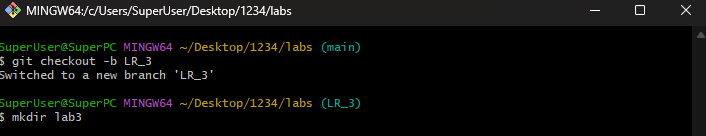 MINGW64:/c/Users/SuperUser/Desktop/1234/labs
SuperUser@SuperPC MINGW64 ~/Desktop/1234/labs (main)
$ git checkout -b LR_3
Switched to a new branch 'LR_3'
SuperUser@SuperPC MINGW64 ~/Desktop/1234/labs (LR_3)
$ mkdir lab3